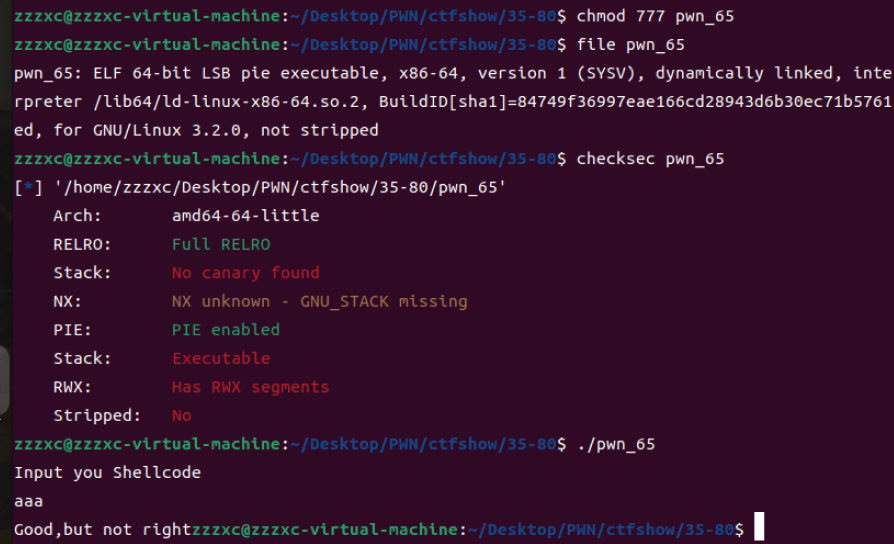 zzzxc@zzzxc-virtual-machine:~/Desktop/PWN/ctfshow/35-80$ chmod 777 pwn_65
zzzxc@zzzxc-virtual-machine:~/Desktop/PWN/ctfshow/35-80$ file pwn_65
pwn_65: ELF 64-bit LSB pie executable, x86-64, version 1 (SYSV), dynamically linked, inte
rpreter /lib64/ld-linux-x86-64.so.2, BuildID[sha1]=84749f36997eae166cd28943d6b30ec71b5761
ed, for GNU/Linux 3.2.0, not stripped
zzzxc@zzzxc-virtual-machine:~/Desktop/PWN/ctfshow/35-80$ checksec pwn_65
[*] '/home/zzzxc/Desktop/PWN/ctfshow/35-80/pwn_65'
Arch: amd64-64-little
RELRO: Full RELRO
Stack: No canary found
NX: NX unknown - GNU_STACK missing
PIE: PIE enabled
Stack: Executable
RWX: Has RWX segments
Stripped: No
zzzxc@zzzxc-virtual-machine:~/Desktop/PWN/ctfshow/35-80$ ./pwn_65
Input you Shellcode
aaa
Good,but not rightzzzxc@zzzxc-virtual-machine:~/Desktop/PWN/ctfshow/35-80$